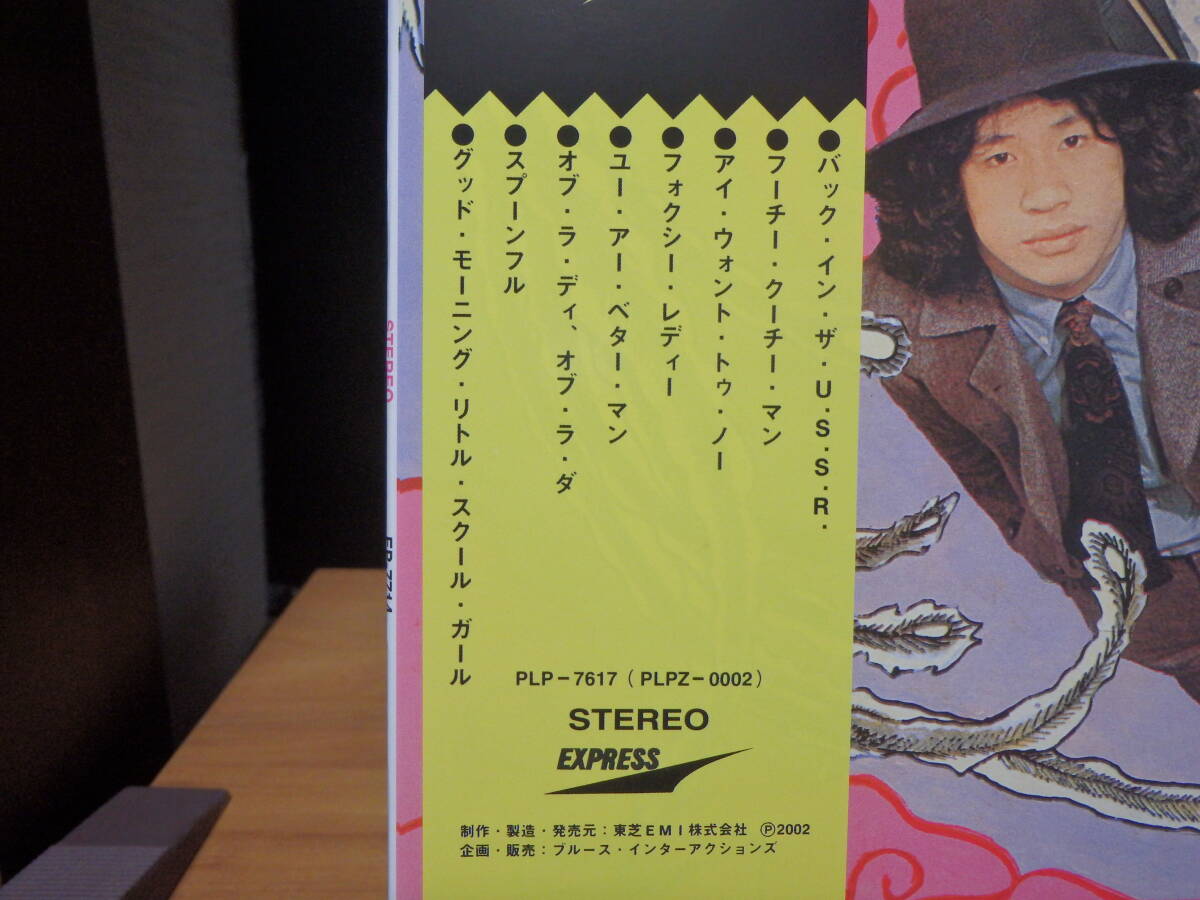 ●バック・イン・ザ・U・S・S・R・
●フーチー・クーチー・マン
●アイ・ウォント・トゥ・ノー
●フォクシー・レディー
●ユー・アー・ベター・マン
●オブ・ラ・ディ、オブ・ラ・ダ
●スプーンフル
●グッド・モーニング・リトル・スクール・ガール
PLP-7617(PLPZ-0002)
STEREO
EXPRESS
制作・製造・発売元:東芝EMI株式会社 ℗2002
企画・販売:ブルース・インターアクションズ
STEREO